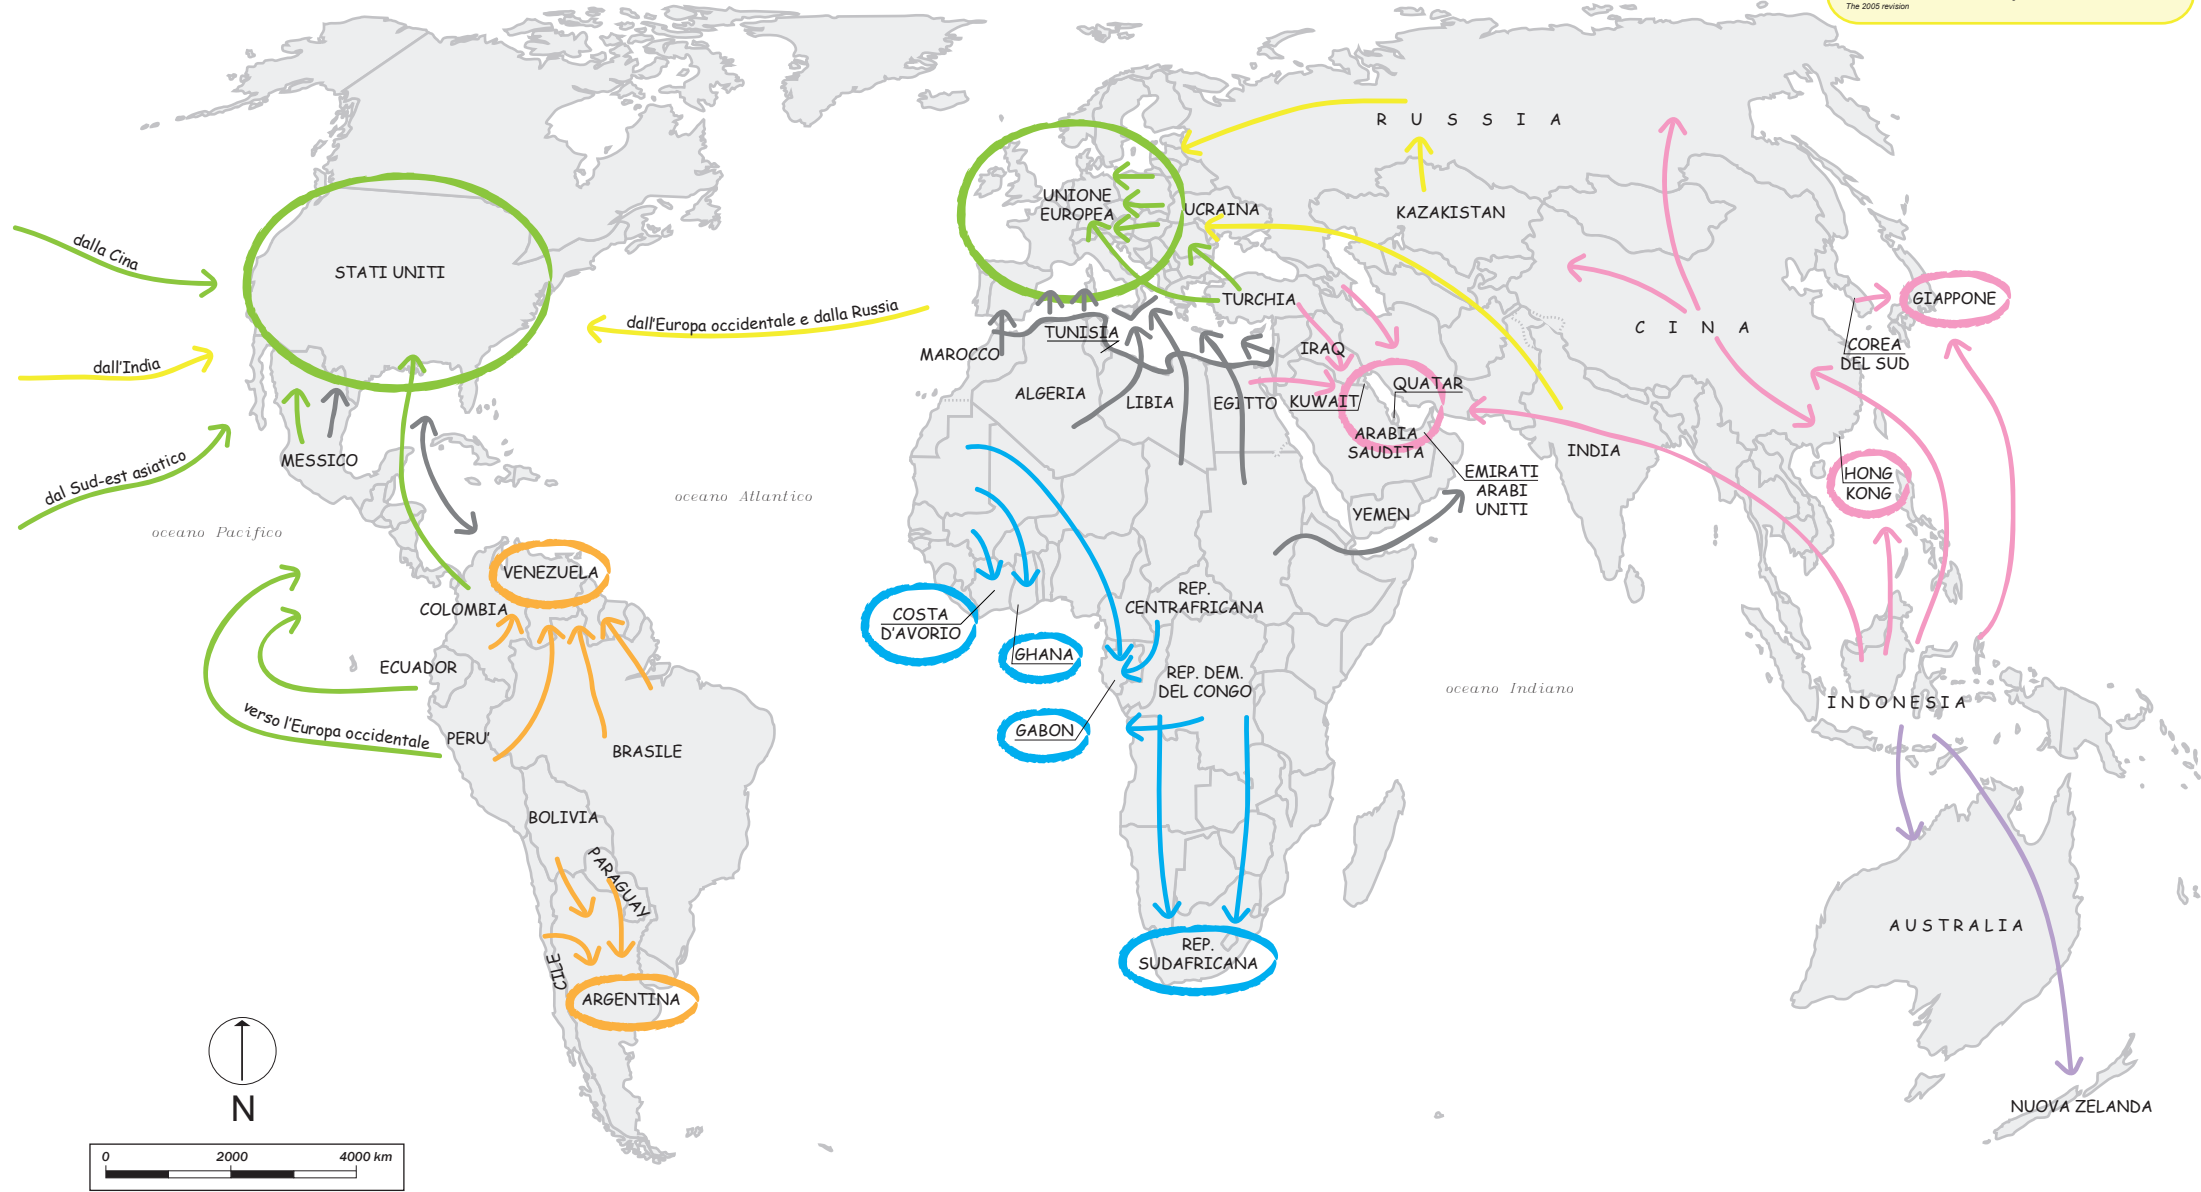 The 2005 revision
RUSSIA
UNIONE
EUROPEA
UCRAINA
KAZAKISTAN
dalla Cina
STATI UNITI
TURCHIA
GIAPPONE
dall'Europa occidentale e dalla Russia
TUNISIA
CINA
MAROCCO
IRAQ
COREA
DEL SUD
dall'India
ALGERIA
LIBIA
EGITTO
KUWAIT
QUATAR
ARABIA
SAUDITA
INDIA
MESSICO
dal Sud-est asiatico
EMIRATI
ARABI
UNITI
HONG
KONG
oceano Atlantico
YEMEN
oceano Pacifico
VENEZUELA
COLOMBIA
REP.
CENTRAFRICANA
COSTA
D'AVORIO
GHANA
ECUADOR
REP. DEM.
DEL CONGO
oceano Indiano
INDONESIA
verso l'Europa occidentale
PERU'
GABON
BRASILE
BOLIVIA
PARAGUAY
AUSTRALIA
REP.
SUDAFRICANA
CILE
ARGENTINA
N
NUOVA ZELANDA
0 2000 4000 km